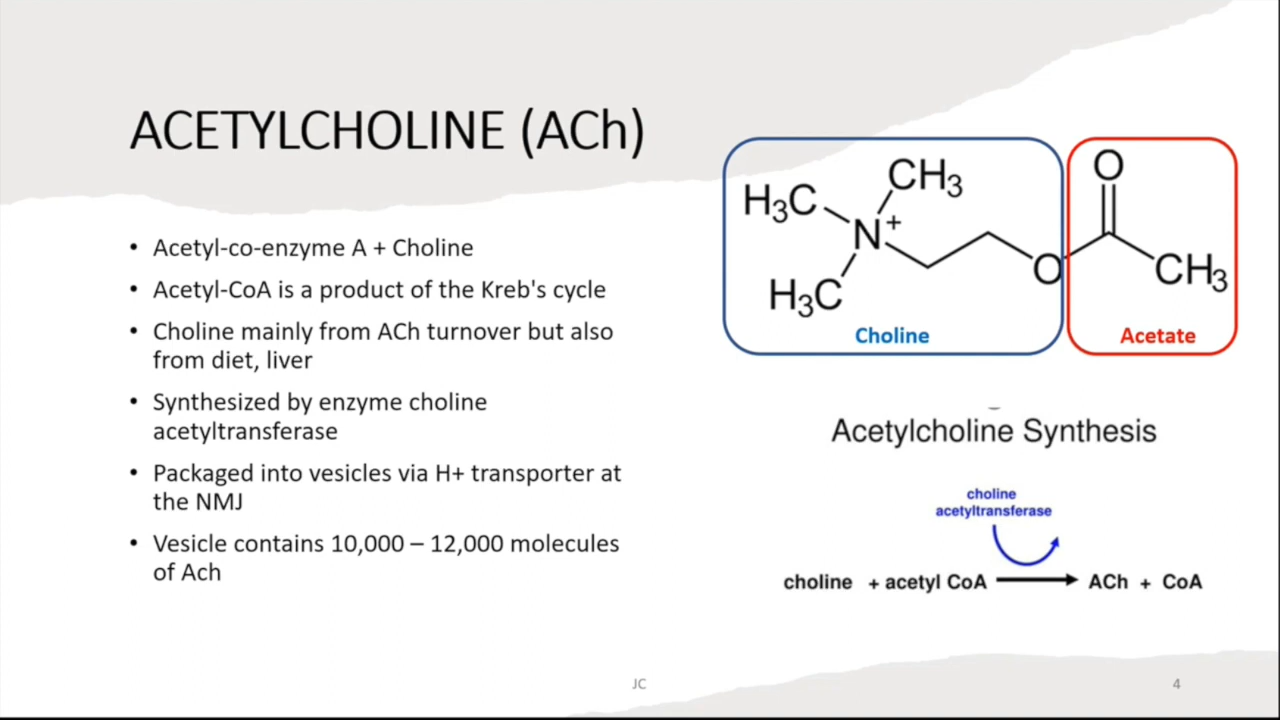 ACETYLCHOLINE (ACh)
• Acetyl-co-enzyme A + Choline
• Acetyl-CoA is a product of the Kreb's cycle
• Choline mainly from ACh turnover but also
from diet, liver
• Synthesized by enzyme choline
acetyltransferase
• Packaged into vesicles via H+ transporter at
the NMJ
• Vesicle contains 10,000 – 12,000 molecules
of Ach
H₃C
CH₃
N⁺
H₃C
O
O
CH₃
Choline
Acetate
Acetylcholine Synthesis
choline
acetyltransferase
choline + acetyl CoA ⟶ ACh + CoA
JC
4